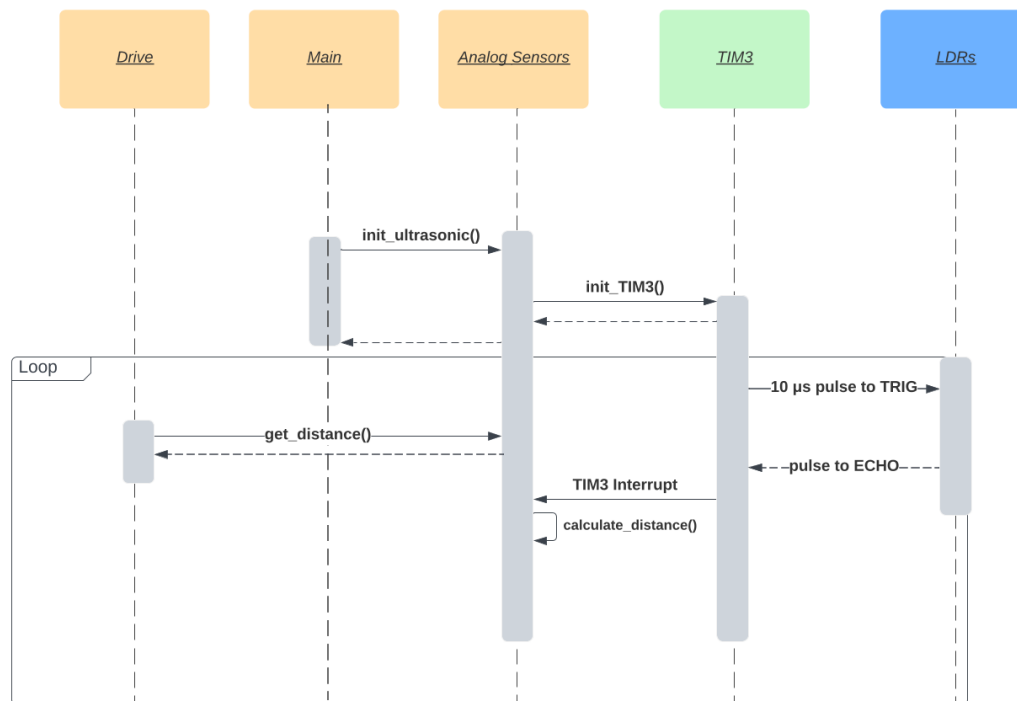 Drive
Main
Analog Sensors
TIM3
LDRs
init_ultrasonic()
init_TIM3()
Loop
10 µs pulse to TRIG
get_distance()
pulse to ECHO
TIM3 Interrupt
calculate_distance()